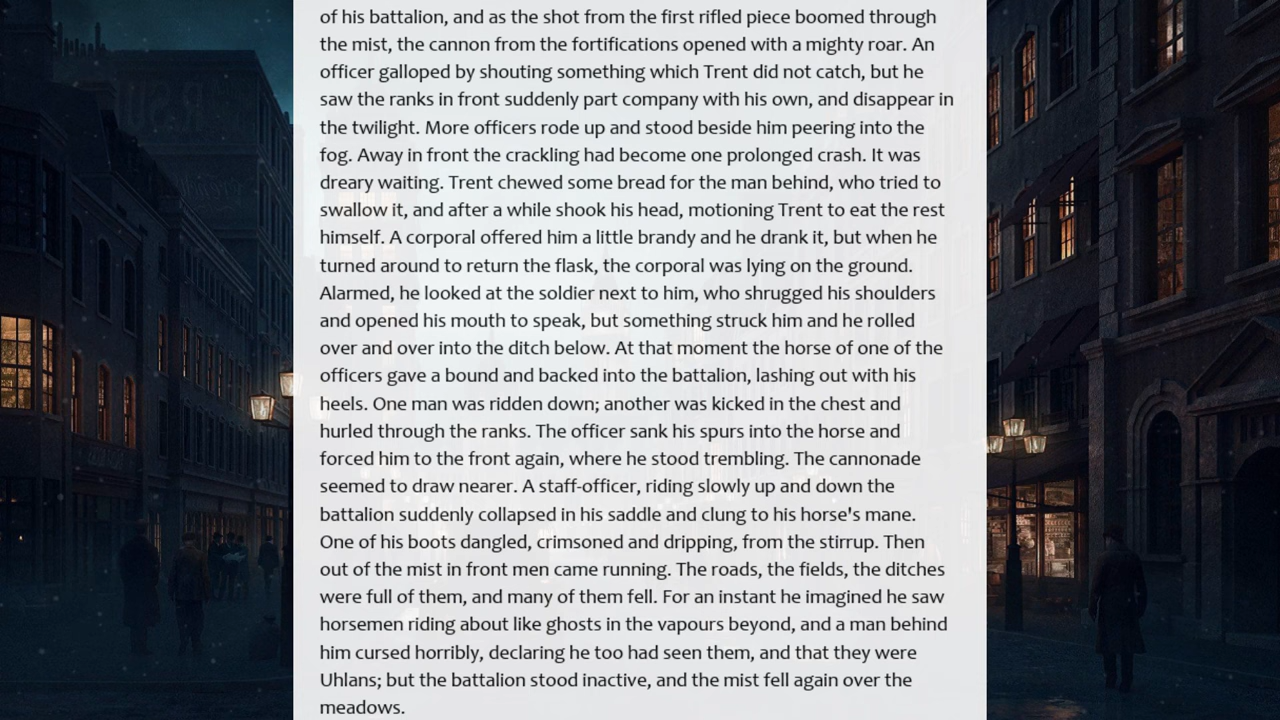 of his battalion, and as the shot from the first rifled piece boomed through
the mist, the cannon from the fortifications opened with a mighty roar. An
officer galloped by shouting something which Trent did not catch, but he
saw the ranks in front suddenly part company with his own, and disappear in
the twilight. More officers rode up and stood beside him peering into the
fog. Away in front the crackling had become one prolonged crash. It was
dreary waiting. Trent chewed some bread for the man behind, who tried to
swallow it, and after a while shook his head, motioning Trent to eat the rest
himself. A corporal offered him a little brandy and he drank it, but when he
turned around to return the flask, the corporal was lying on the ground.
Alarmed, he looked at the soldier next to him, who shrugged his shoulders
and opened his mouth to speak, but something struck him and he rolled
over and over into the ditch below. At that moment the horse of one of the
officers gave a bound and backed into the battalion, lashing out with his
heels. One man was ridden down; another was kicked in the chest and
hurled through the ranks. The officer sank his spurs into the horse and
forced him to the front again, where he stood trembling. The cannonade
seemed to draw nearer. A staff-officer, riding slowly up and down the
battalion suddenly collapsed in his saddle and clung to his horse's mane.
One of his boots dangled, crimsoned and dripping, from the stirrup. Then
out of the mist in front men came running. The roads, the fields, the ditches
were full of them, and many of them fell. For an instant he imagined he saw
horsemen riding about like ghosts in the vapours beyond, and a man behind
him cursed horribly, declaring he too had seen them, and that they were
Uhlans; but the battalion stood inactive, and the mist fell again over the
meadows.